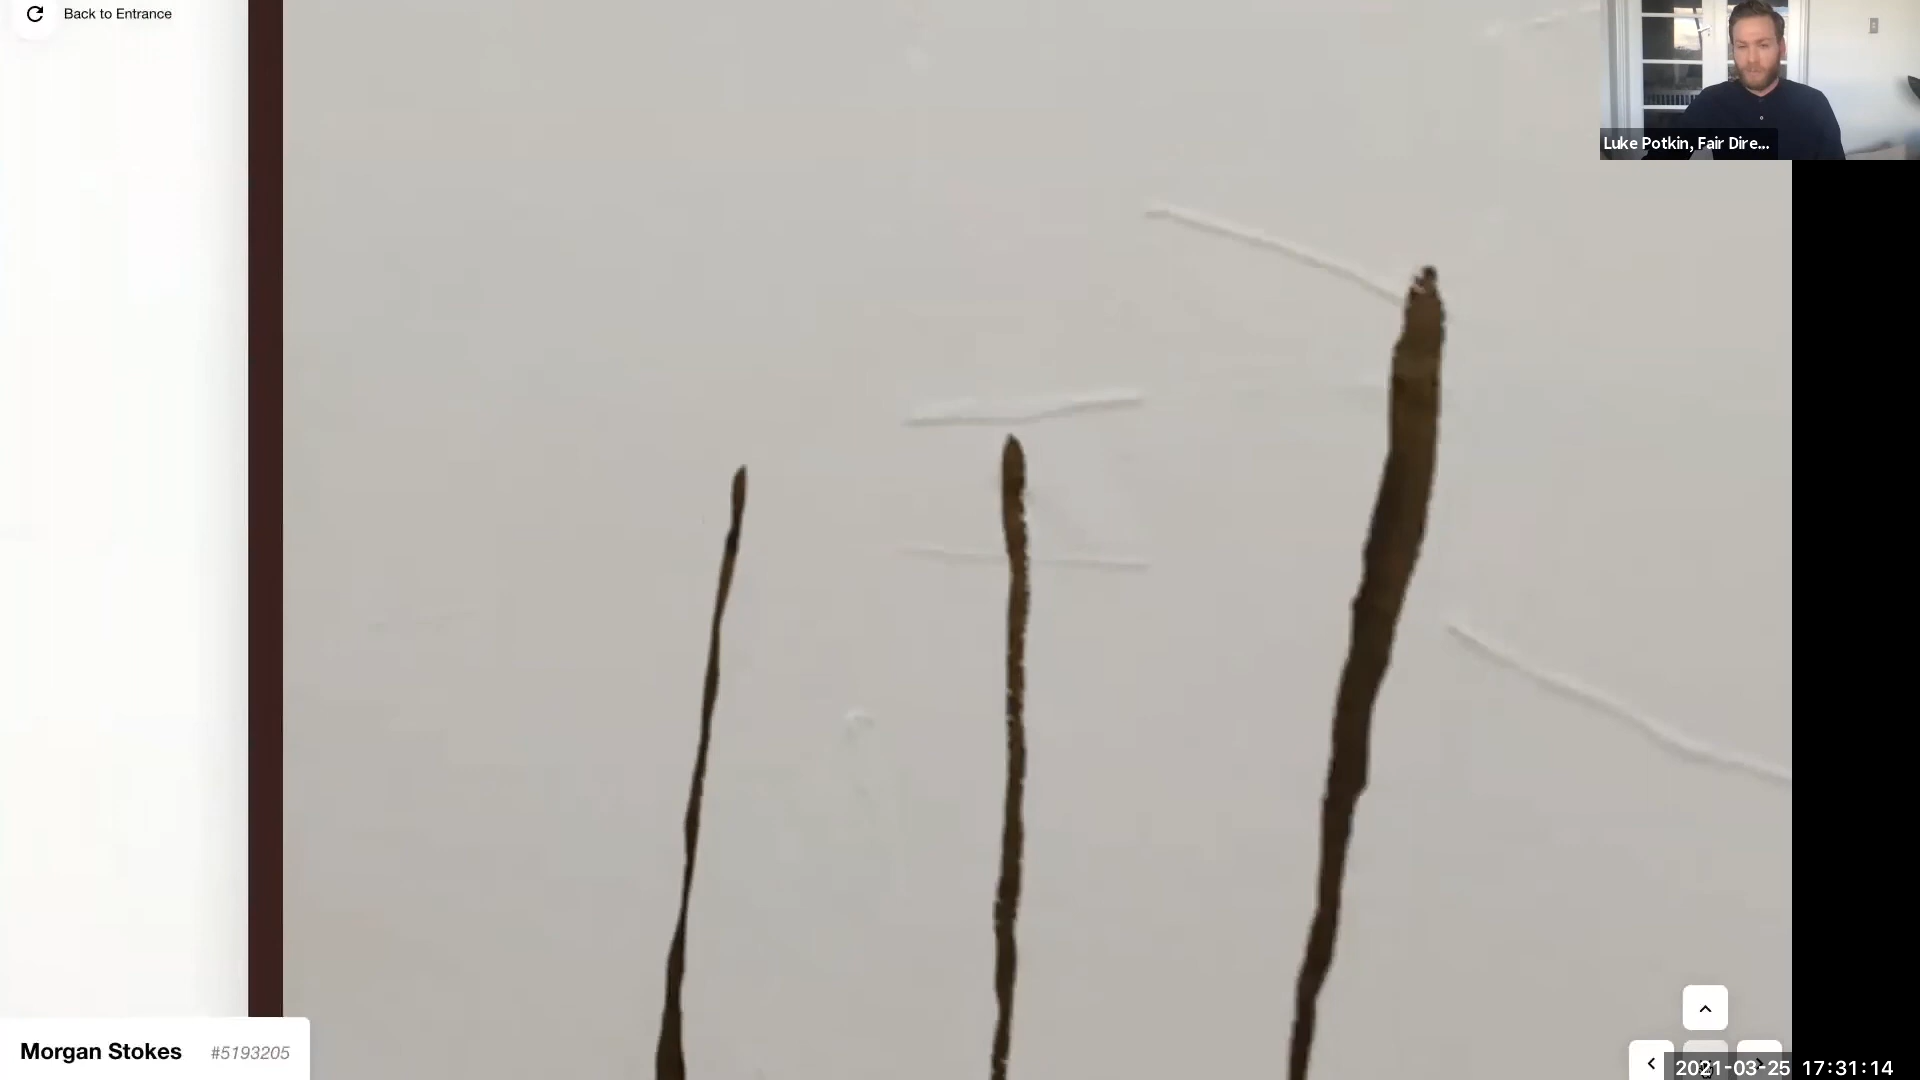 Back to Entrance
Luke Potkin, Fair Dire...
Morgan Stokes #5193205
2021-03-25 17:31:14